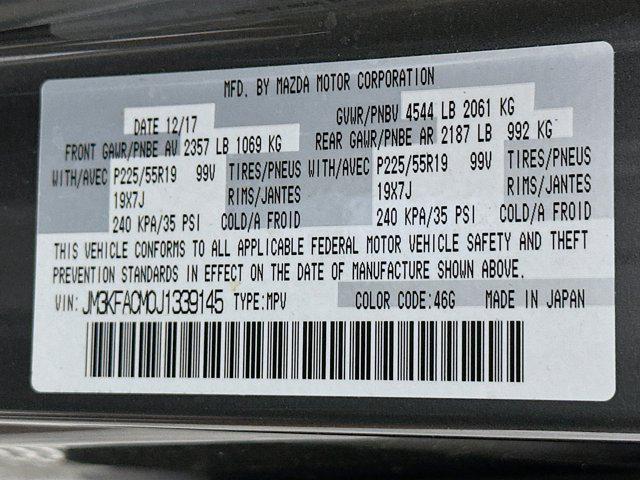 MFD. BY MAZDA MOTOR CORPORATION
DATE 12/17 GVWR/PNBV 4544 LB 2061 KG
FRONT GAWR/PNBE AV 2357 LB 1069 KG REAR GAWR/PNBE AR 2187 LB 992 KG
WITH/AVEC P225/55R19 99V TIRES/PNEUS WITH/AVEC P225/55R19 99V TIRES/PNEUS
19X7J RIMS/JANTES 19X7J RIMS/JANTES
240 KPA/35 PSI COLD/A FROID 240 KPA/35 PSI COLD/A FROID
THIS VEHICLE CONFORMS TO ALL APPLICABLE FEDERAL MOTOR VEHICLE SAFETY AND THEFT
PREVENTION STANDARDS IN EFFECT ON THE DATE OF MANUFACTURE SHOWN ABOVE.
VIN: JM3KFACM0J1339145 TYPE:MPV COLOR CODE:46G MADE IN JAPAN